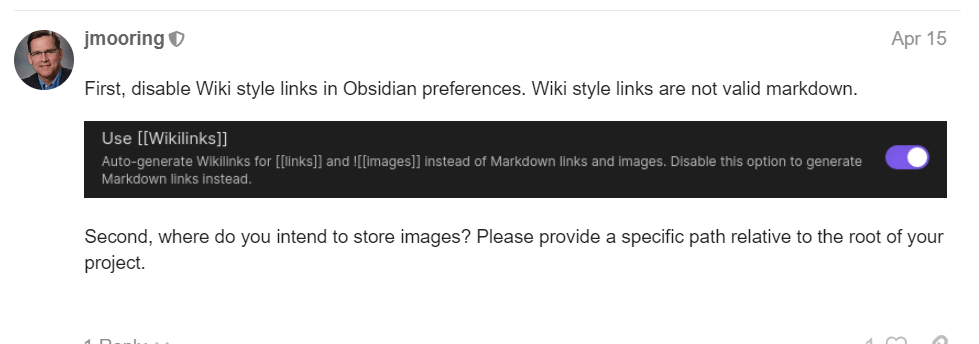 jmooring
Apr 15
First, disable Wiki style links in Obsidian preferences. Wiki style links are not valid markdown.
Use [[Wikilinks]]
Auto-generate Wikilinks for [[links]] and ![[images]] instead of Markdown links and images. Disable this option to generate
Markdown links instead.
Second, where do you intend to store images? Please provide a specific path relative to the root of your
project.
1 Reply
1